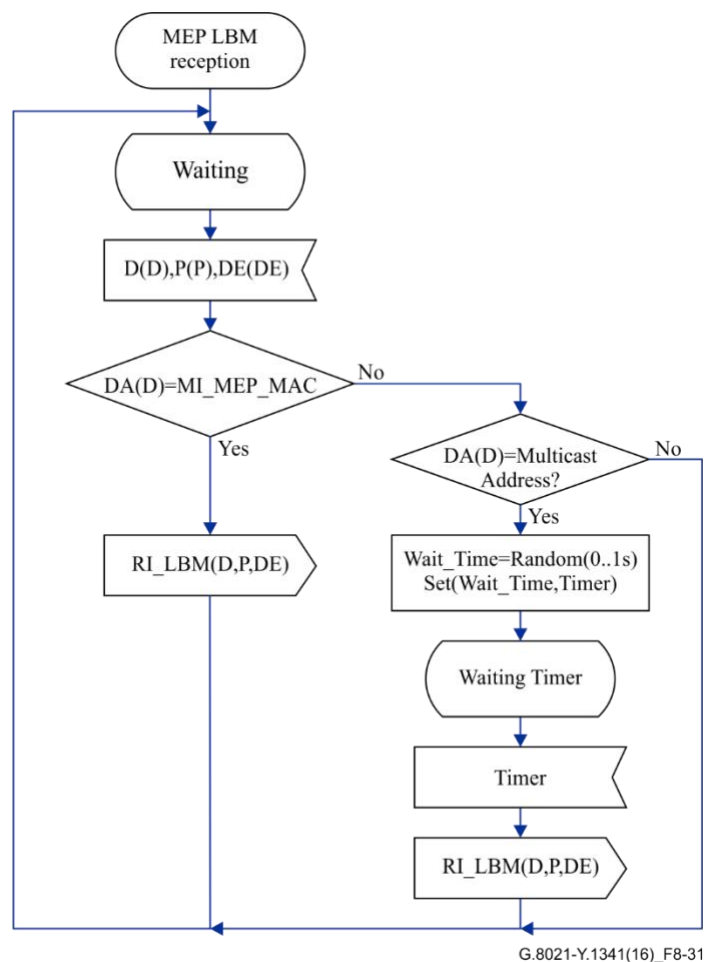 MEP LBM
reception
Waiting
D(D),P(P),DE(DE)
DA(D)=MI_MEP_MAC
No
Yes
DA(D)=Multicast
Address?
No
Yes
RI_LBM(D,P,DE)
Wait_Time=Random(0..1s)
Set(Wait_Time,Timer)
Waiting Timer
Timer
RI_LBM(D,P,DE)
G.8021-Y.1341(16)_F8-31